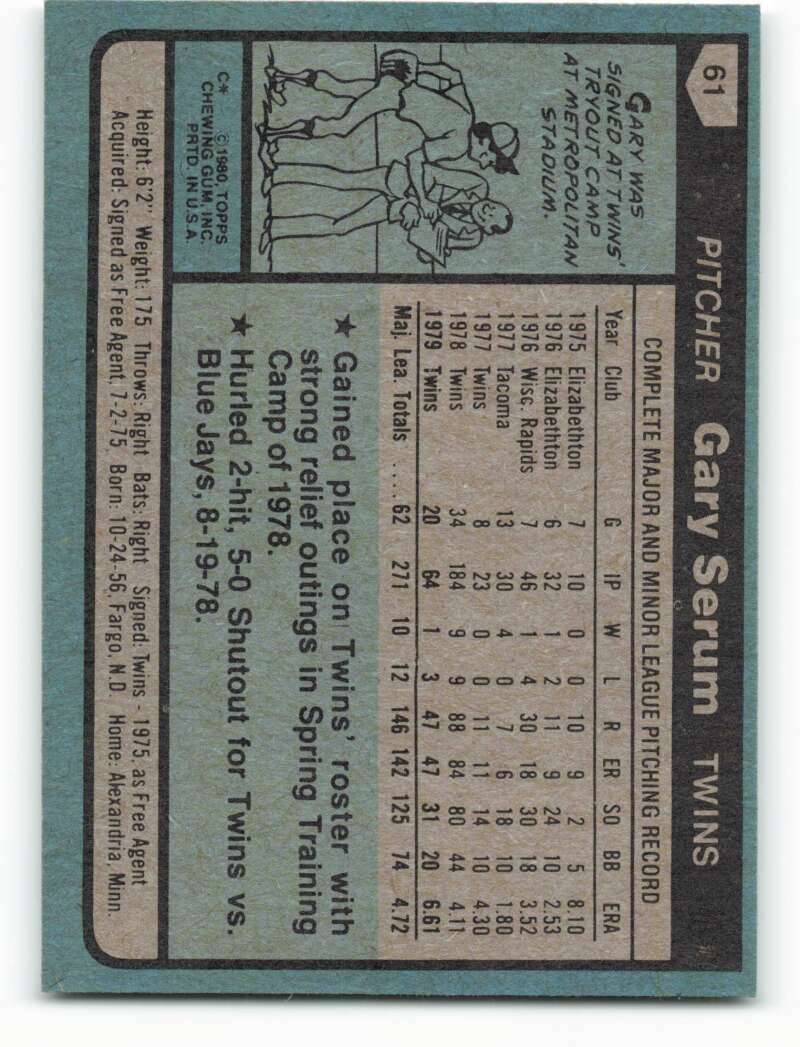 61
PITCHER Gary Serum TWINS
GARY WAS
SIGNED AT TWINS'
TRYOUT CAMP
AT METROPOLITAN
STADIUM.
C* ©1980, TOPPS
CHEWING GUM, INC.
PRTD. IN U.S.A.
COMPLETE MAJOR AND MINOR LEAGUE PITCHING RECORD
Year Club G IP W L R ER SO BB ERA
1975 Elizabethton 7 10 0 0 10 9 2 5 8.10
1976 Elizabethton 6 32 1 2 11 9 24 10 2.53
1976 Wisc. Rapids 7 46 1 4 30 18 30 18 3.52
1977 Tacoma 13 30 4 0 7 6 18 10 1.80
1977 Twins 8 23 0 0 11 11 14 10 4.30
1978 Twins 34 184 9 9 88 84 80 44 4.11
1979 Twins 20 64 1 3 47 47 31 20 6.61
Maj. Lea. Totals .... 62 271 10 12 146 142 125 74 4.72
★ Gained place on Twins' roster with
strong relief outings in Spring Training
Camp of 1978.
★ Hurled 2-hit, 5-0 Shutout for Twins vs.
Blue Jays, 8-19-78.
Height: 6'2" Weight: 175 Throws: Right Bats: Right Signed: Twins - 1975, as Free Agent
Acquired: Signed as Free Agent, 7-2-75 Born: 10-24-56, Fargo, N.D. Home: Alexandria, Minn.